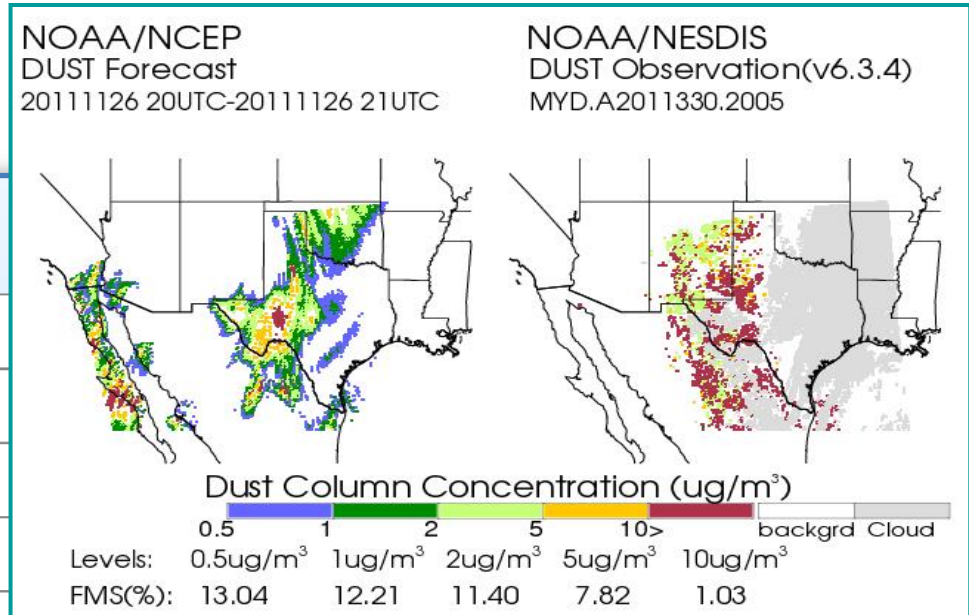 NOAA/NCEP
DUST Forecast
20111126 20UTC-20111126 21UTC
NOAA/NESDIS
DUST Observation(v6.3.4)
MYD.A2011330.2005
Dust Column Concentration (ug/m³)
0.5 1 2 5 10> backgrd Cloud
Levels: 0.5ug/m³ 1ug/m³ 2ug/m³ 5ug/m³ 10ug/m³
FMS(%): 13.04 12.21 11.40 7.82 1.03